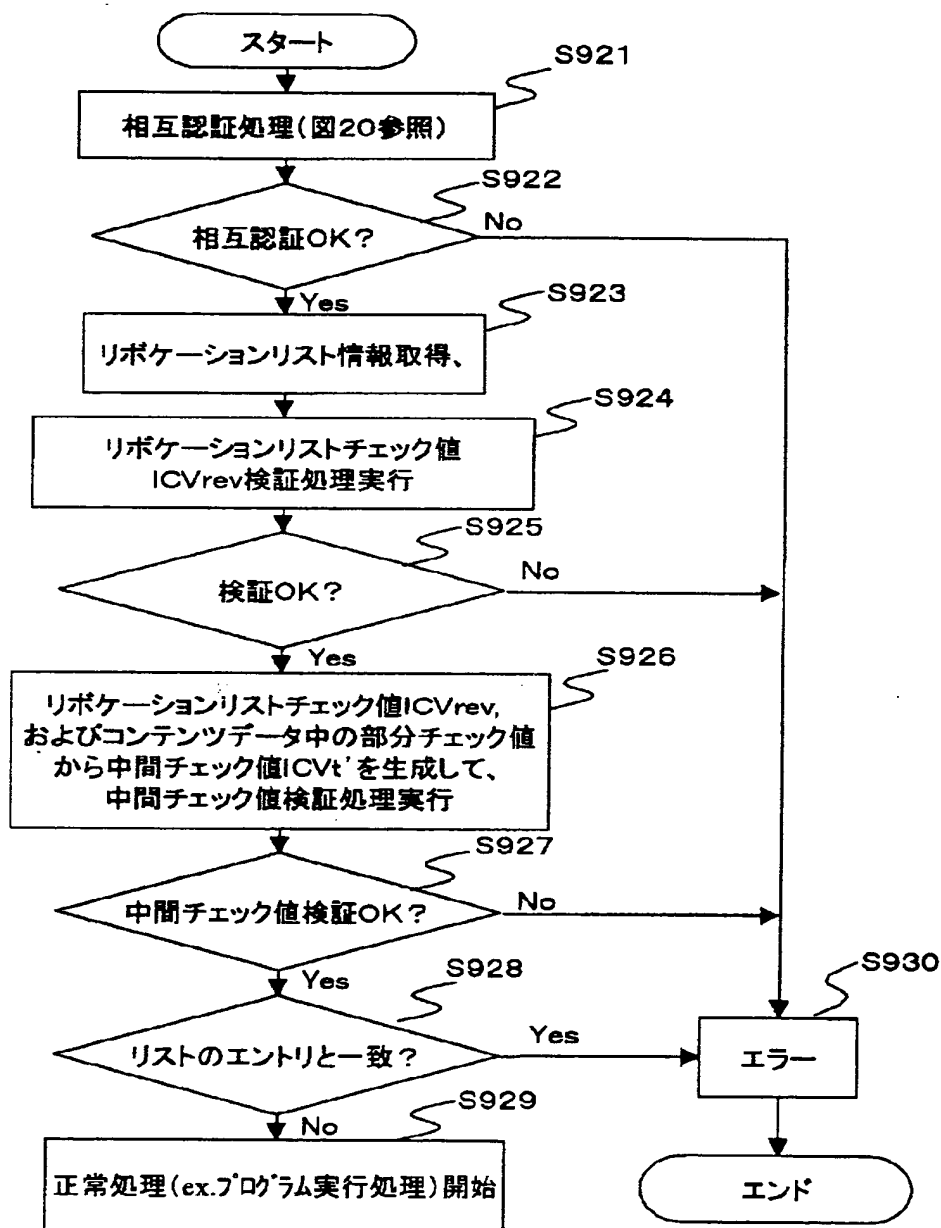 スタート
S921
相互認証処理(図20参照)
S922
相互認証OK?
No
Yes
S923
リボケーションリスト情報取得、
S924
リボケーションリストチェック値
ICVrev検証処理実行
S925
検証OK?
No
Yes
S926
リボケーションリストチェック値ICVrev,
およびコンテンツデータ中の部分チェック値
から中間チェック値ICVt'を生成して、
中間チェック値検証処理実行
S927
中間チェック値検証OK?
No
Yes
S928
リストのエントリと一致?
Yes
S930
エラー
No
S929
正常処理(ex.プログラム実行処理)開始
エンド